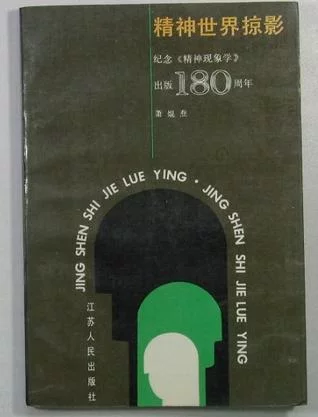 精神世界掠影
纪念《精神现象学》
出版180周年
萧焜焘
JING SHEN SHI JIE LUE YING · JING SHEN SHI JIE LUE YING
江苏人民出版社